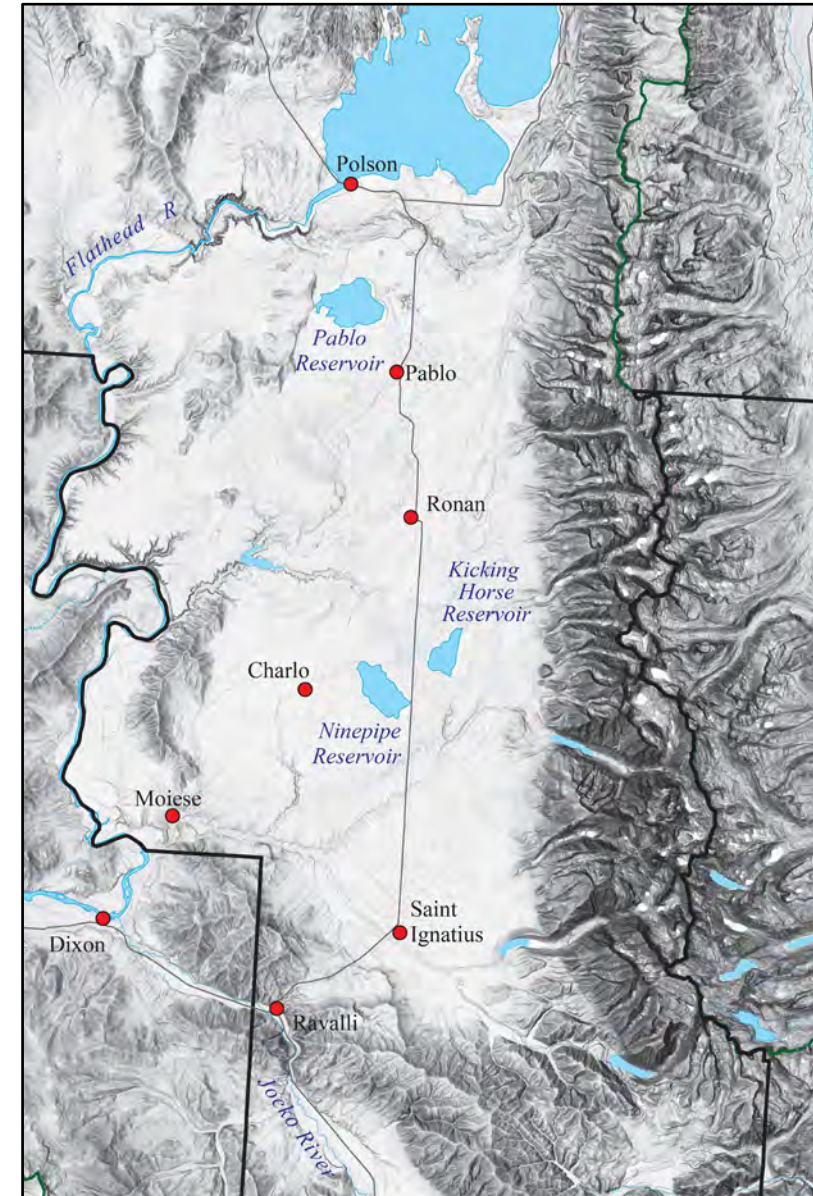 Polson
Flathead R
Pablo
Reservoir
Pablo
Ronan
Kicking
Horse
Reservoir
Charlo
Ninepipe
Reservoir
Moiese
Saint
Ignatius
Dixon
Ravalli
Jocko River